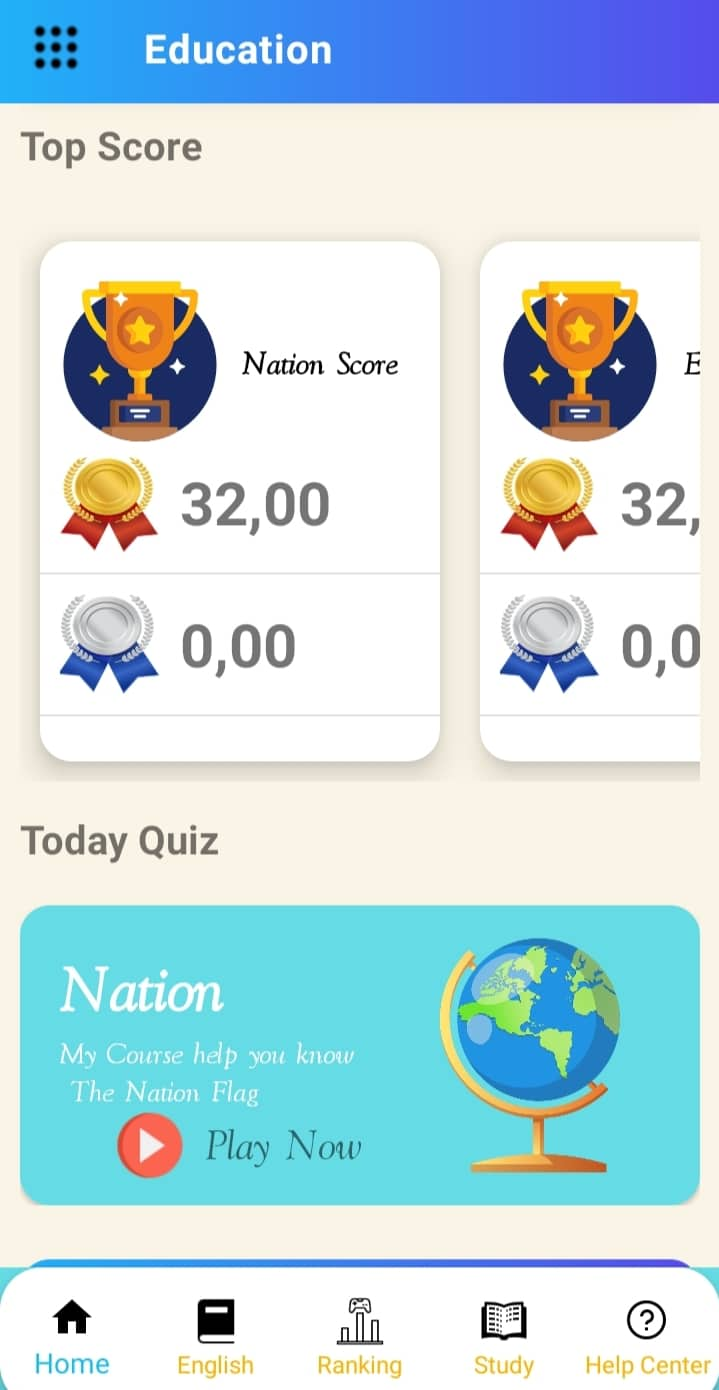 Education
Top Score
Nation Score
E
32,00
32,
0,00
0,0
Today Quiz
Nation
My Course help you know
The Nation Flag
Play Now
Home
English
Ranking
Study
Help Center